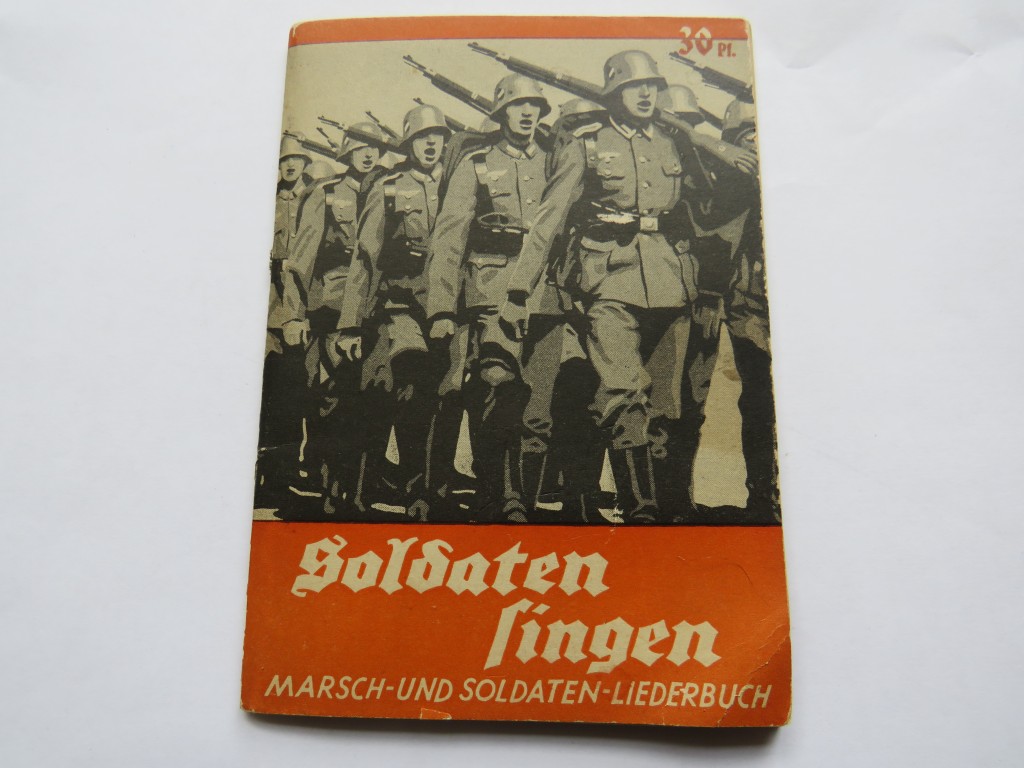 30 Pf.
Soldaten
ſingen
MARSCH-UND SOLDATEN-LIEDERBUCH